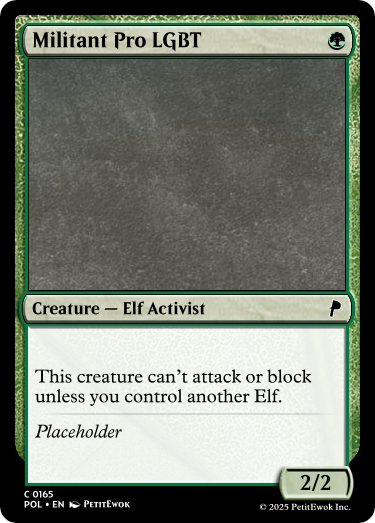 Militant Pro LGBT
Creature — Elf Activist
This creature can't attack or block
unless you control another Elf.
Placeholder
2/2
C 0165
POL • EN PETITEWOK
© 2025 PetitEwok Inc.